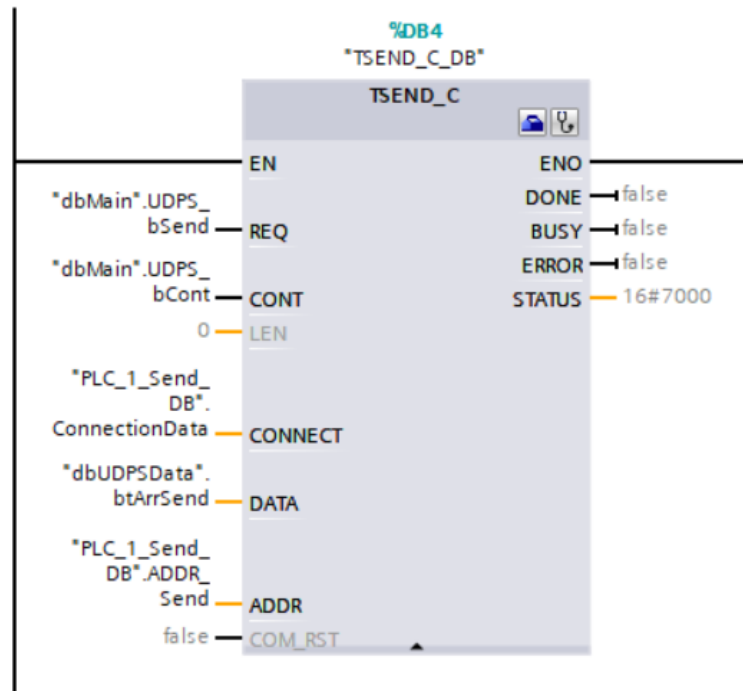 %DB4
"TSEND_C_DB"
TSEND_C
EN
ENO
DONE
false
"dbMain".UDPS_
bSend
REQ
BUSY
false
ERROR
false
"dbMain".UDPS_
bCont
CONT
STATUS
16#7000
0
LEN
"PLC_1_Send_
DB".
ConnectionData
CONNECT
"dbUDPSData".
btArrSend
DATA
"PLC_1_Send_
DB".ADDR_
Send
ADDR
false
COM_RST